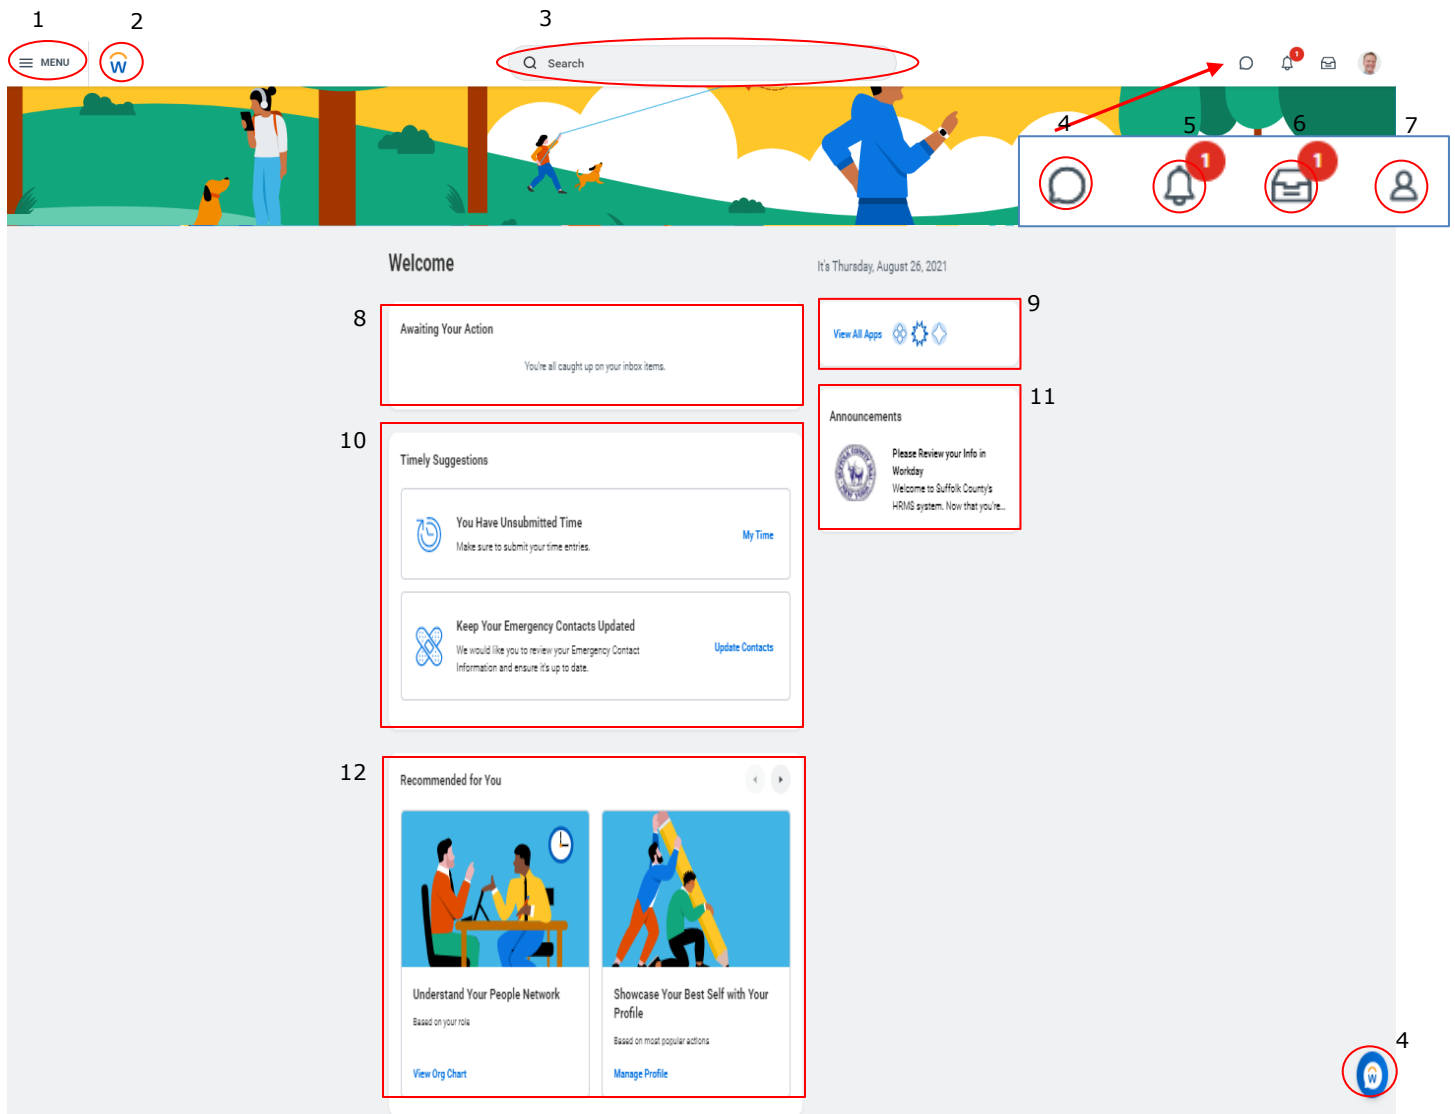 1
2
3
MENU
W
Search
1
4
5
6
7
1
1
Welcome
It's Thursday, August 26, 2021
8
Awaiting Your Action
You're all caught up on your inbox items.
9
View All Apps
10
Timely Suggestions
You Have Unsubmitted Time
Make sure to submit your time entries.
My Time
Keep Your Emergency Contacts Updated
We would like you to review your Emergency Contact
Information and ensure it's up to date.
Update Contacts
11
Announcements
Please Review your Info in
Workday
Welcome to Suffolk County's
HRMS system. Now that you're...
12
Recommended for You
Understand Your People Network
Based on your role
View Org Chart
Showcase Your Best Self with Your
Profile
Based on most popular actions
Manage Profile
4
W